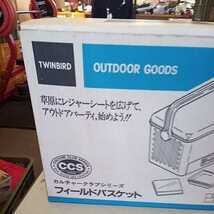 TWINBIRD
OUTDOOR GOODS
草原にレジャーシートを広げて、
アウトドアパーティ、始めよう!!
CCS
カルチャークラブシリーズ
フィールドバスケット